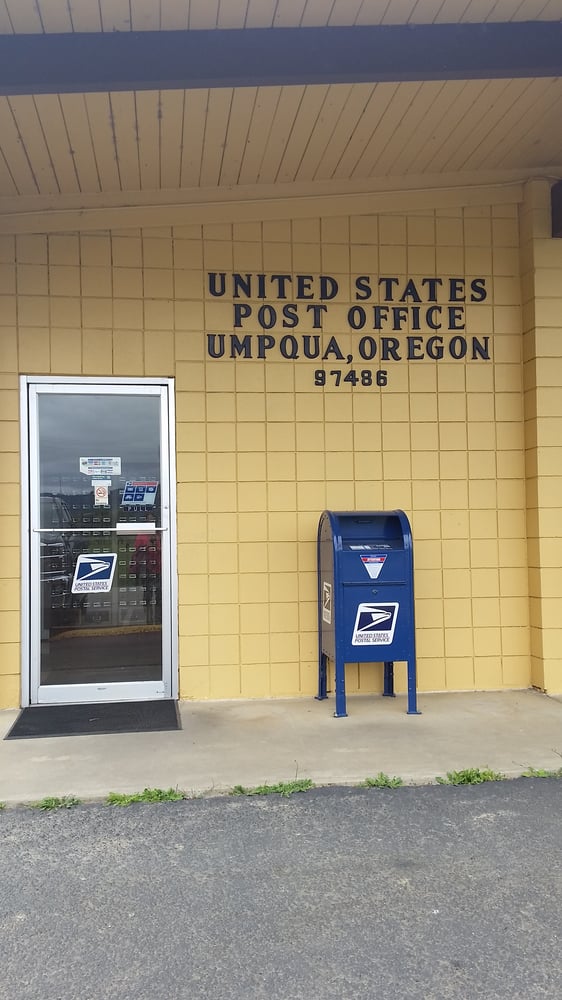 UNITED STATES
POST OFFICE
UMPQUA, OREGON
97486
UNITED STATES
POSTAL SERVICE
UNITED STATES
POSTAL SERVICE